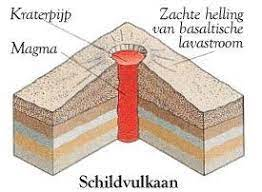 Kraterpijp
Magma
Zachte helling
van basaltische
lavastroom
Schildvulkaan